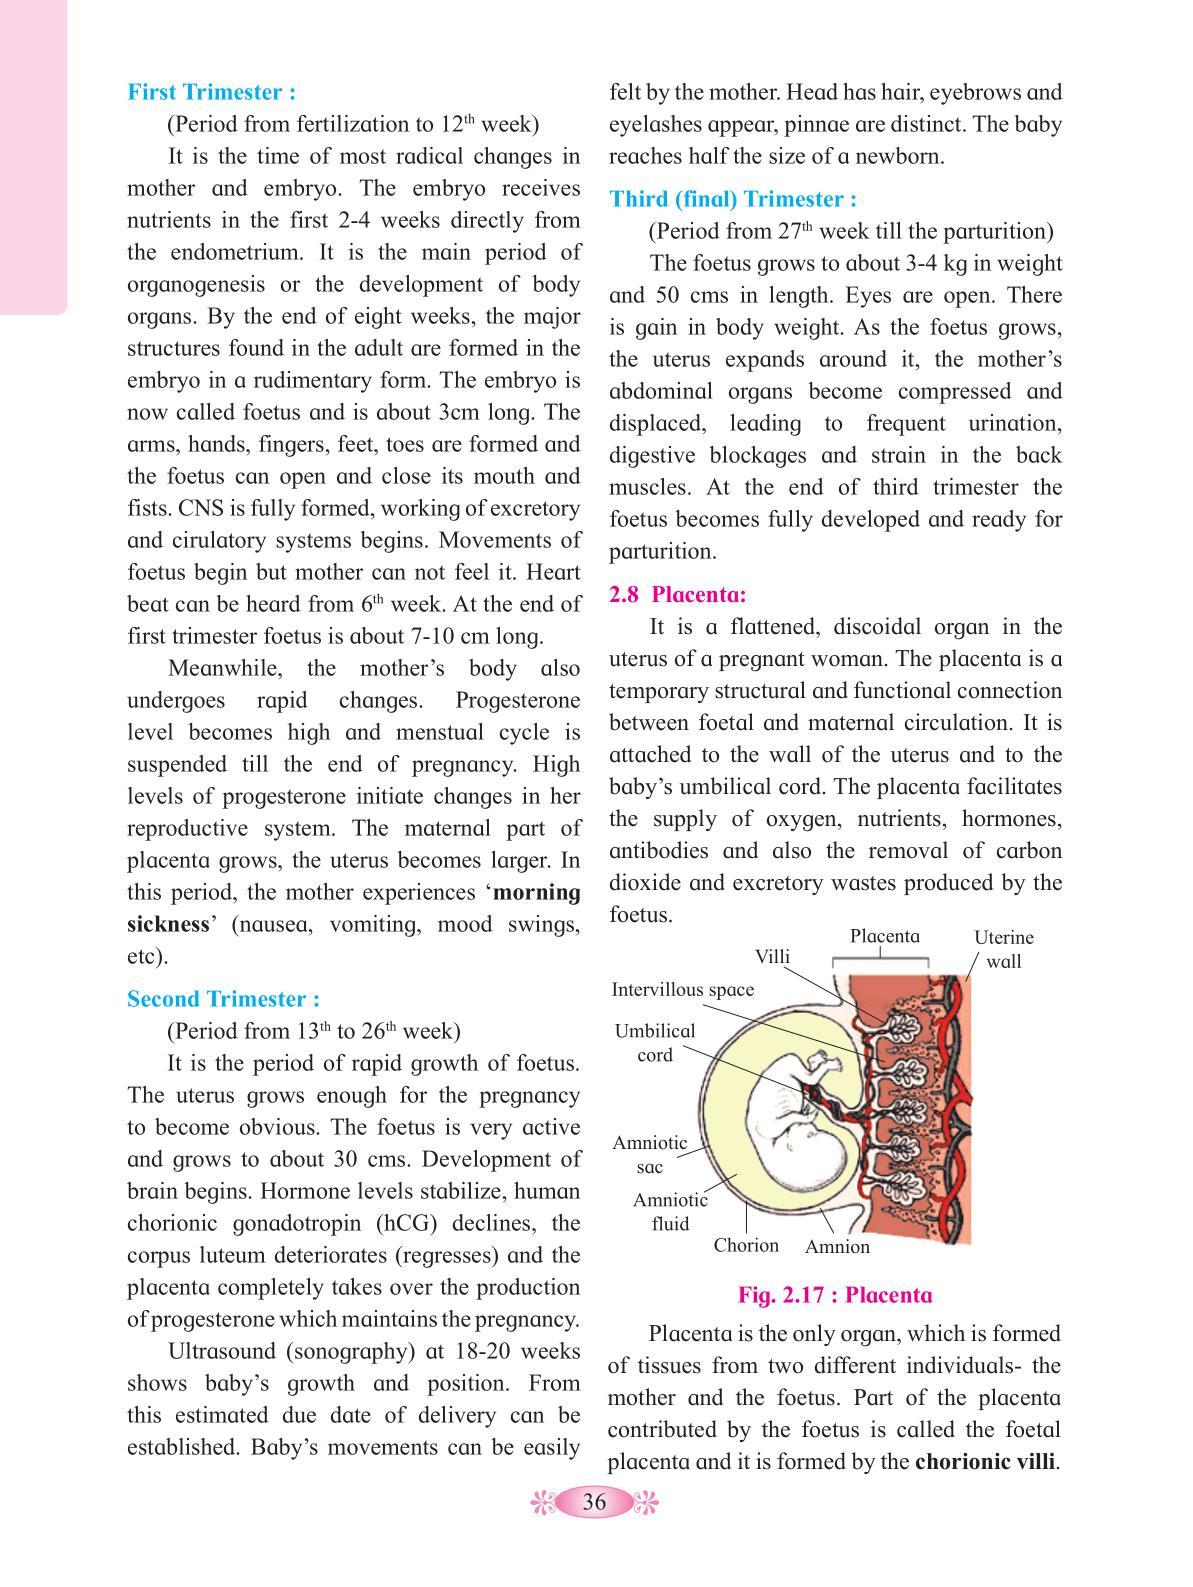 First Trimester :
(Period from fertilization to 12th week)
It is the time of most radical changes in
mother and embryo. The embryo receives
nutrients in the first 2-4 weeks directly from
the endometrium. It is the main period of
organogenesis or the development of body
organs. By the end of eight weeks, the major
structures found in the adult are formed in the
embryo in a rudimentary form. The embryo is
now called foetus and is about 3cm long. The
arms, hands, fingers, feet, toes are formed and
the foetus can open and close its mouth and
fists. CNS is fully formed, working of excretory
and cirulatory systems begins. Movements of
foetus begin but mother can not feel it. Heart
beat can be heard from 6th week. At the end of
first trimester foetus is about 7-10 cm long.
Meanwhile, the mother's body also
undergoes rapid changes. Progesterone
level becomes high and menstual cycle is
suspended till the end of pregnancy. High
levels of progesterone initiate changes in her
reproductive system. The maternal part of
placenta grows, the uterus becomes larger. In
this period, the mother experiences ‘morning
sickness’ (nausea, vomiting, mood swings,
etc).
Second Trimester :
(Period from 13th to 26th week)
It is the period of rapid growth of foetus.
The uterus grows enough for the pregnancy
to become obvious. The foetus is very active
and grows to about 30 cms. Development of
brain begins. Hormone levels stabilize, human
chorionic gonadotropin (hCG) declines, the
corpus luteum deteriorates (regresses) and the
placenta completely takes over the production
of progesterone which maintains the pregnancy.
Ultrasound (sonography) at 18-20 weeks
shows baby's growth and position. From
this estimated due date of delivery can be
established. Baby's movements can be easily
felt by the mother. Head has hair, eyebrows and
eyelashes appear, pinnae are distinct. The baby
reaches half the size of a newborn.
Third (final) Trimester :
(Period from 27th week till the parturition)
The foetus grows to about 3-4 kg in weight
and 50 cms in length. Eyes are open. There
is gain in body weight. As the foetus grows,
the uterus expands around it, the mother’s
abdominal organs become compressed and
displaced, leading to frequent urination,
digestive blockages and strain in the back
muscles. At the end of third trimester the
foetus becomes fully developed and ready for
parturition.
2.8 Placenta:
It is a flattened, discoidal organ in the
uterus of a pregnant woman. The placenta is a
temporary structural and functional connection
between foetal and maternal circulation. It is
attached to the wall of the uterus and to the
baby’s umbilical cord. The placenta facilitates
the supply of oxygen, nutrients, hormones,
antibodies and also the removal of carbon
dioxide and excretory wastes produced by the
foetus.
Placenta
Uterine
wall
Villi
Intervillous space
Umbilical
cord
Amniotic
sac
Amniotic
fluid
Chorion
Amnion
Fig. 2.17 : Placenta
Placenta is the only organ, which is formed
of tissues from two different individuals- the
mother and the foetus. Part of the placenta
contributed by the foetus is called the foetal
placenta and it is formed by the chorionic villi.
36